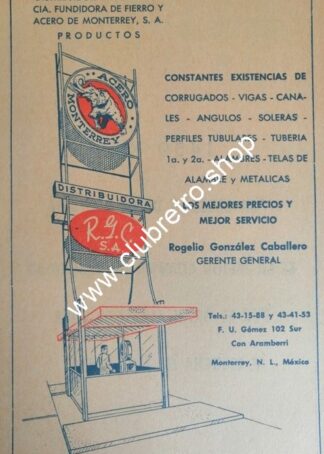 CIA. FUNDIDORA DE FIERRO Y
ACERO DE MONTERREY, S. A.
PRODUCTOS
ACERO
MONTERREY
DISTRIBUIDORA
R.G.C
S.A.
CONSTANTES EXISTENCIAS DE
CORRUGADOS - VIGAS - CANA-
LES - ANGULOS - SOLERAS -
PERFILES TUBULARES - TUBERIA
1a. y 2a. - ALAMBRES - TELAS DE
ALAMBRE y METALICAS
LOS MEJORES PRECIOS Y
MEJOR SERVICIO
Rogelio González Caballero
GERENTE GENERAL
Tels.: 43-15-88 y 43-41-53
F. U. Gómez 102 Sur
Con Aramberri
Monterrey, N. L., México
www.clubretro.shop